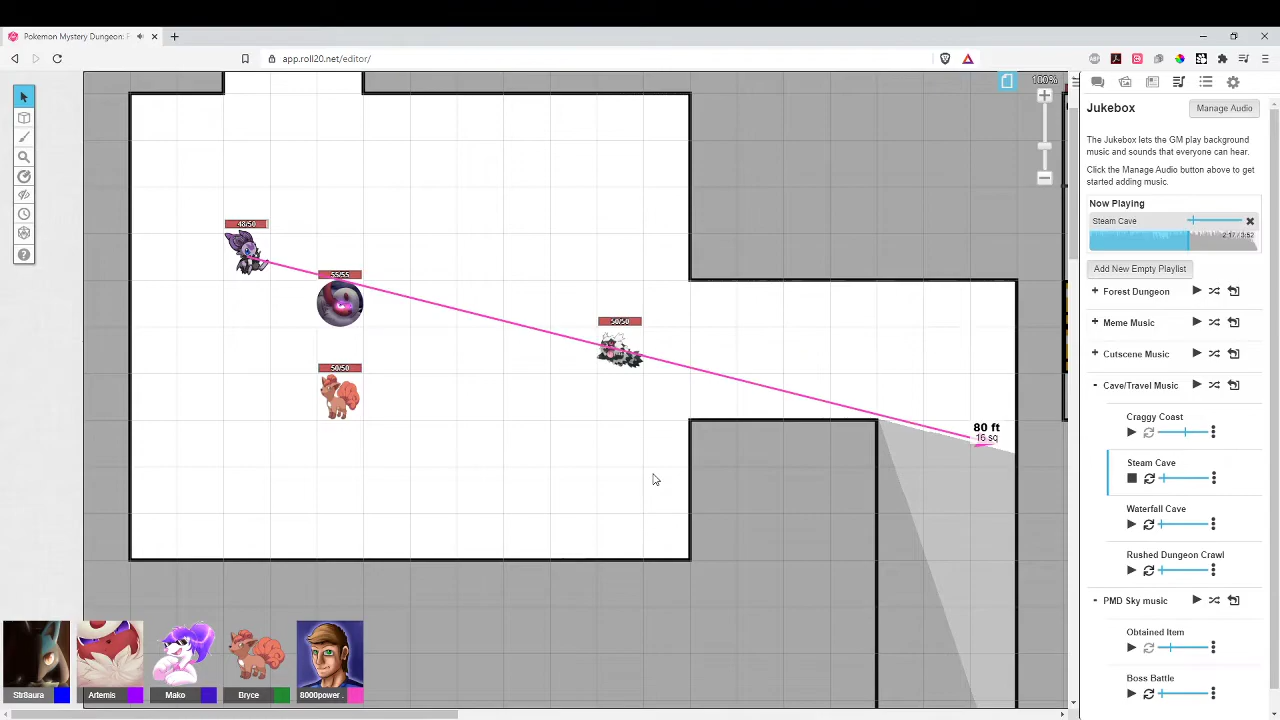 Pokemon Mystery Dungeon: F
app.roll20.net/editor/
100%
48/50
55/55
50/50
50/50
80 ft
16 sq
Str8aura
Artemis
Mako
Bryce
8000power .
Jukebox
Manage Audio
The Jukebox lets the GM play background
music and sounds that everyone can hear.
Click the Manage Audio button above to get
started adding music.
Now Playing
Steam Cave
2:17 / 3:52
Add New Empty Playlist
Forest Dungeon
Meme Music
Cutscene Music
Cave/Travel Music
Craggy Coast
Steam Cave
Waterfall Cave
Rushed Dungeon Crawl
PMD Sky music
Obtained Item
Boss Battle